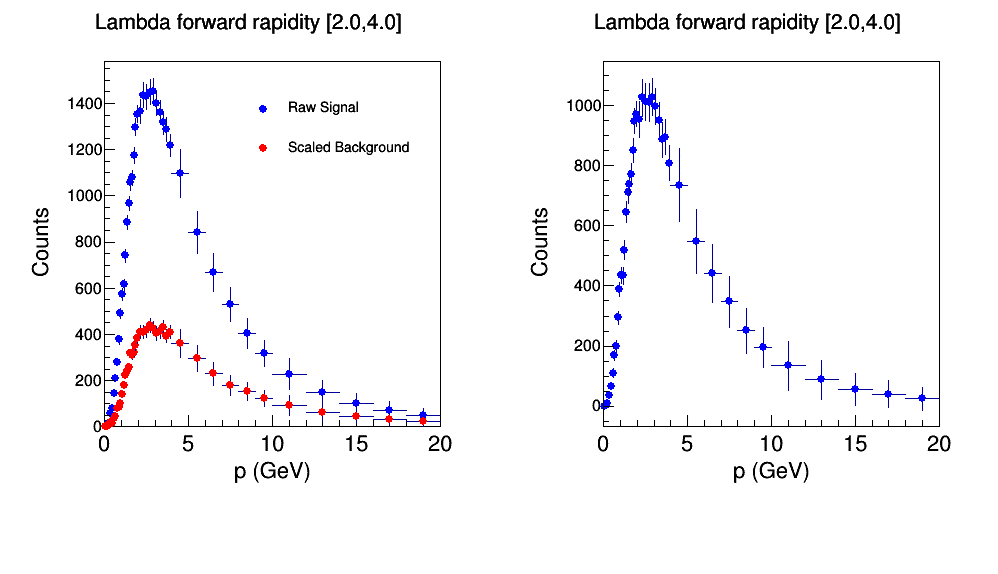 Lambda forward rapidity [2.0,4.0]
Counts
1400
1200
1000
800
600
400
200
0
Raw Signal
Scaled Background
0 5 10 15 20
p (GeV)
Lambda forward rapidity [2.0,4.0]
Counts
1000
800
600
400
200
0
0 5 10 15 20
p (GeV)